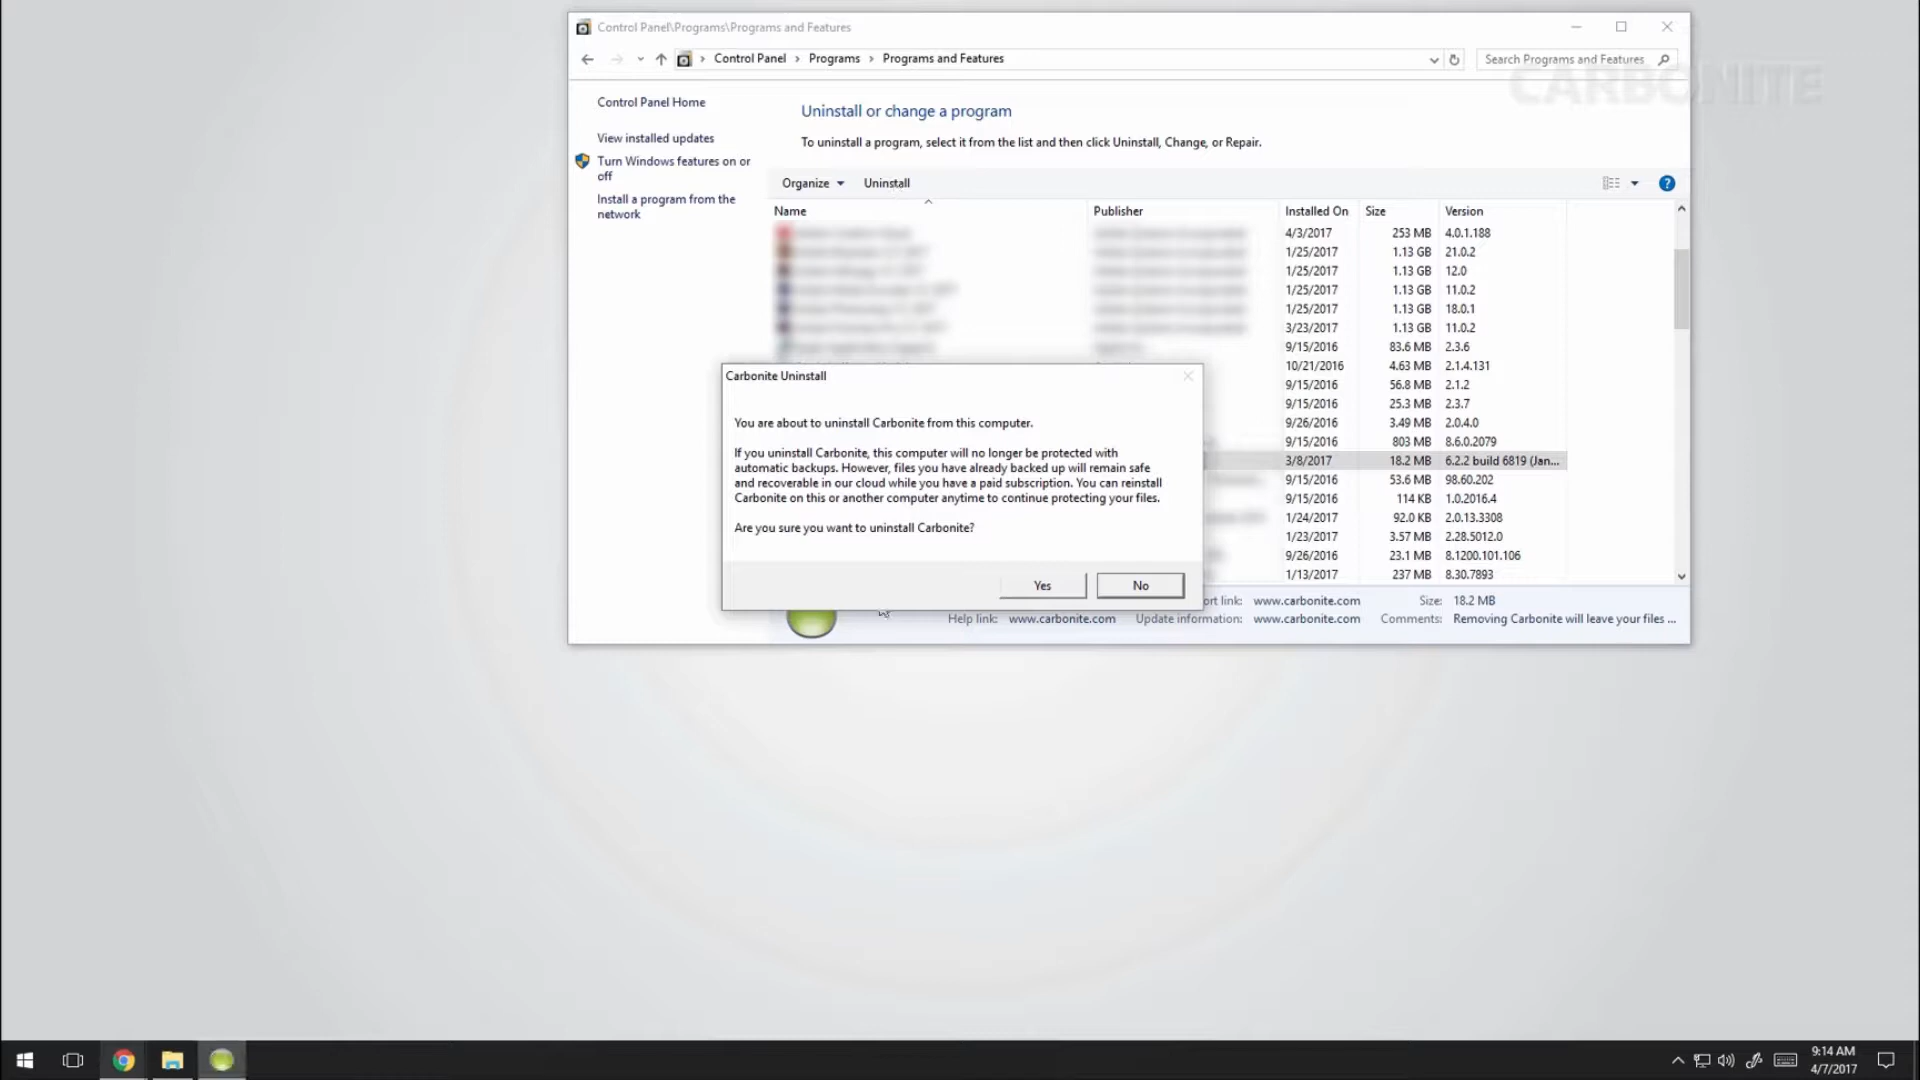 Control Panel\Programs\Programs and Features
Control Panel > Programs > Programs and Features
Search Programs and Features
CARBONITE
Control Panel Home
View installed updates
Turn Windows features on or
off
Install a program from the
network
Uninstall or change a program
To uninstall a program, select it from the list and then click Uninstall, Change, or Repair.
Organize Uninstall
Name Publisher Installed On Size Version
4/3/2017 253 MB 4.0.1.188
1/25/2017 1.13 GB 21.0.2
1/25/2017 1.13 GB 12.0
1/25/2017 1.13 GB 11.0.2
1/25/2017 1.13 GB 18.0.1
3/23/2017 1.13 GB 11.0.2
9/15/2016 83.6 MB 2.3.6
10/21/2016 4.63 MB 2.1.4.131
9/15/2016 56.8 MB 2.1.2
9/15/2016 25.3 MB 2.3.7
9/26/2016 3.49 MB 2.0.4.0
9/15/2016 803 MB 8.6.0.2079
3/8/2017 18.2 MB 6.2.2 build 6819 (Jan...
9/15/2016 53.6 MB 98.60.202
9/15/2016 114 KB 1.0.2016.4
1/24/2017 92.0 KB 2.0.13.3308
1/23/2017 3.57 MB 2.28.5012.0
9/26/2016 23.1 MB 8.1200.101.106
1/13/2017 237 MB 8.30.7893
Carbonite Uninstall
You are about to uninstall Carbonite from this computer.
If you uninstall Carbonite, this computer will no longer be protected with
automatic backups. However, files you have already backed up will remain safe
and recoverable in our cloud while you have a paid subscription. You can reinstall
Carbonite on this or another computer anytime to continue protecting your files.
Are you sure you want to uninstall Carbonite?
Yes No
ort link: www.carbonite.com Size: 18.2 MB
Help link: www.carbonite.com Update information: www.carbonite.com Comments: Removing Carbonite will leave your files ...
9:14 AM
4/7/2017